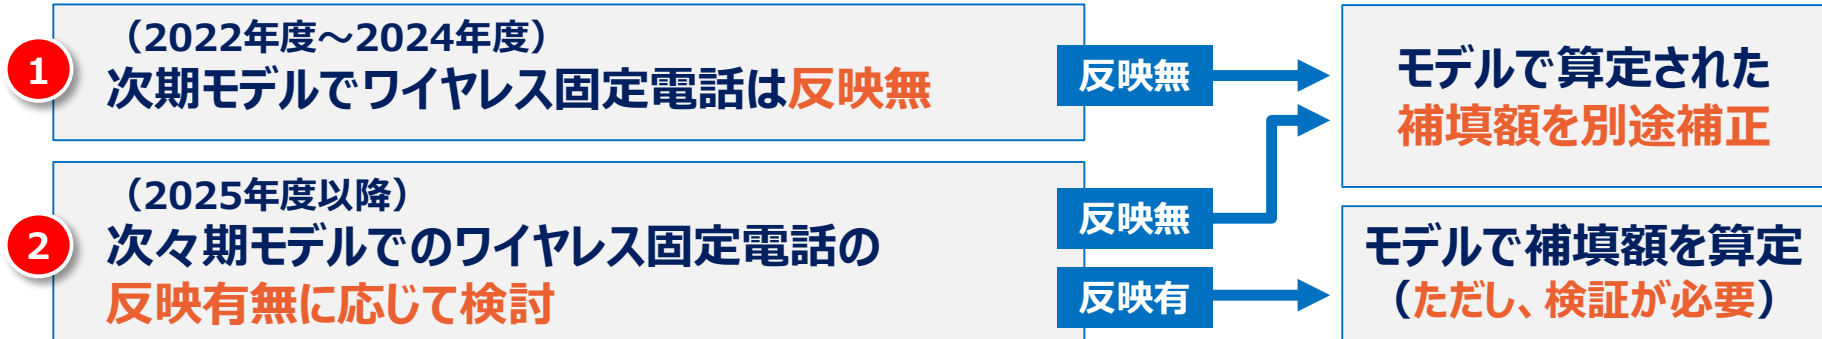 1
（2022年度～2024年度）
次期モデルでワイヤレス固定電話は反映無
反映無
モデルで算定された
補填額を別途補正
2
（2025年度以降）
次々期モデルでのワイヤレス固定電話の
反映有無に応じて検討
反映無
反映有
モデルで補填額を算定
（ただし、検証が必要）